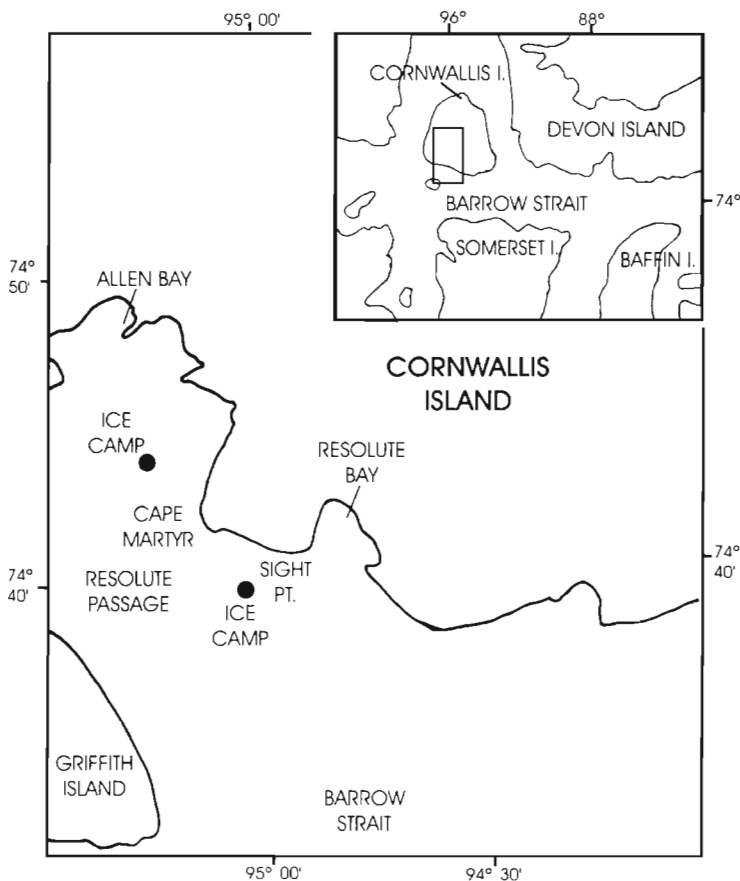 95° 00'
96°
88°
CORNWALLIS I.
DEVON ISLAND
74°
BARROW STRAIT
SOMERSET I.
BAFFIN I.
74°
50'
ALLEN BAY
CORNWALLIS
ISLAND
ICE
CAMP
RESOLUTE
BAY
CAPE
MARTYR
74°
40'
74°
40'
RESOLUTE
PASSAGE
SIGHT
PT.
ICE
CAMP
GRIFFITH
ISLAND
BARROW
STRAIT
95° 00'
94° 30'